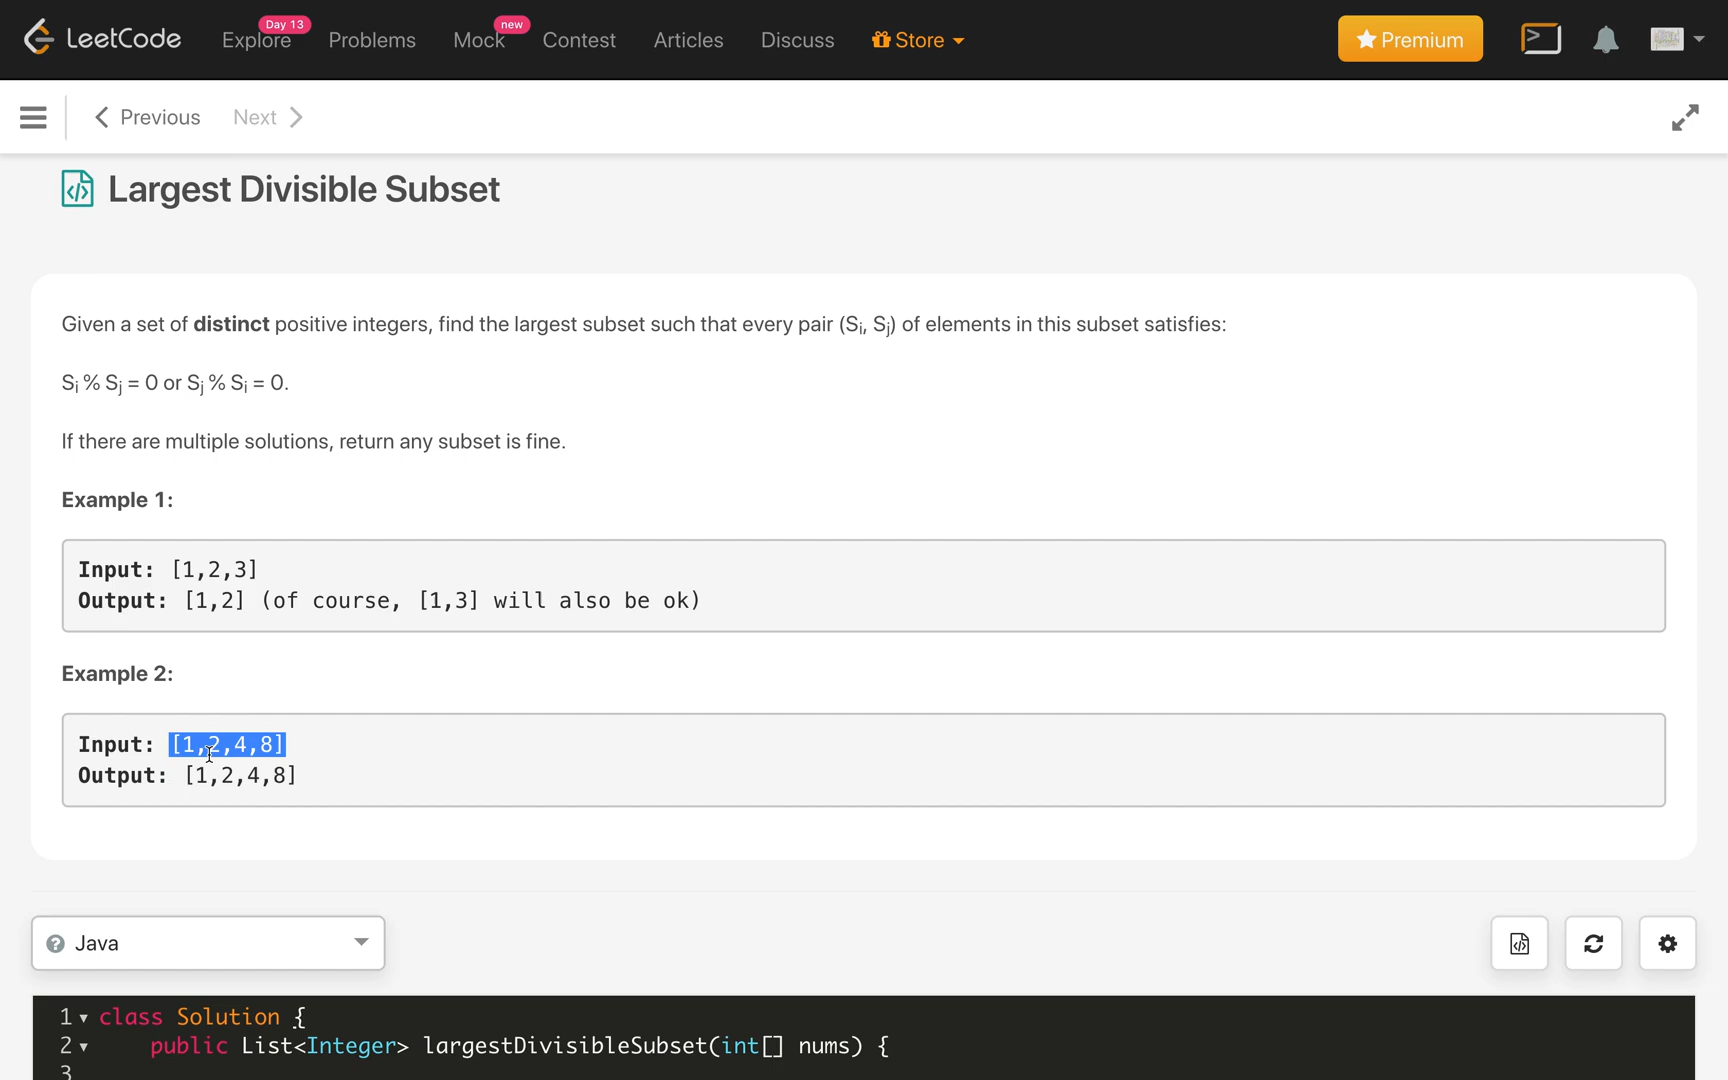 LeetCode
Explore
Day 13
Problems
Mock
new
Contest
Articles
Discuss
Store
Premium
Previous
Next
Largest Divisible Subset
Given a set of distinct positive integers, find the largest subset such that every pair (Si, Sj) of elements in this subset satisfies:
Si % Sj = 0 or Sj % Si = 0.
If there are multiple solutions, return any subset is fine.
Example 1:
Input: [1,2,3]
Output: [1,2] (of course, [1,3] will also be ok)
Example 2:
Input: [1,2,4,8]
Output: [1,2,4,8]
Java
1 class Solution {
2 public List<Integer> largestDivisibleSubset(int[] nums) {
3